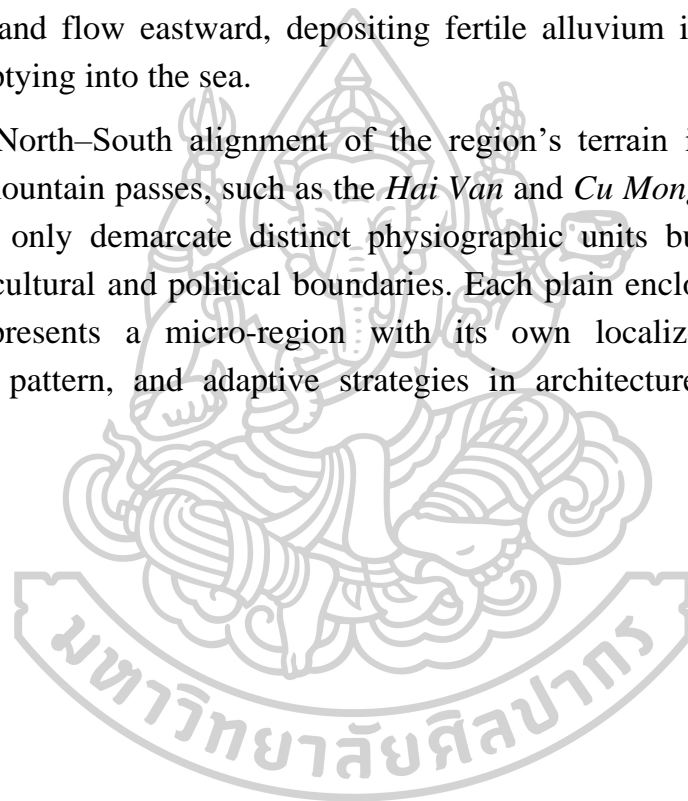 and flow eastward, depositing fertile alluvium i
ptying into the sea.
North–South alignment of the region's terrain i
mountain passes, such as the Hai Van and Cu Mong
only demarcate distinct physiographic units bu
cultural and political boundaries. Each plain enclo
presents a micro-region with its own localiz
pattern, and adaptive strategies in architecture
มหาวิทยาลัยศิลปากร